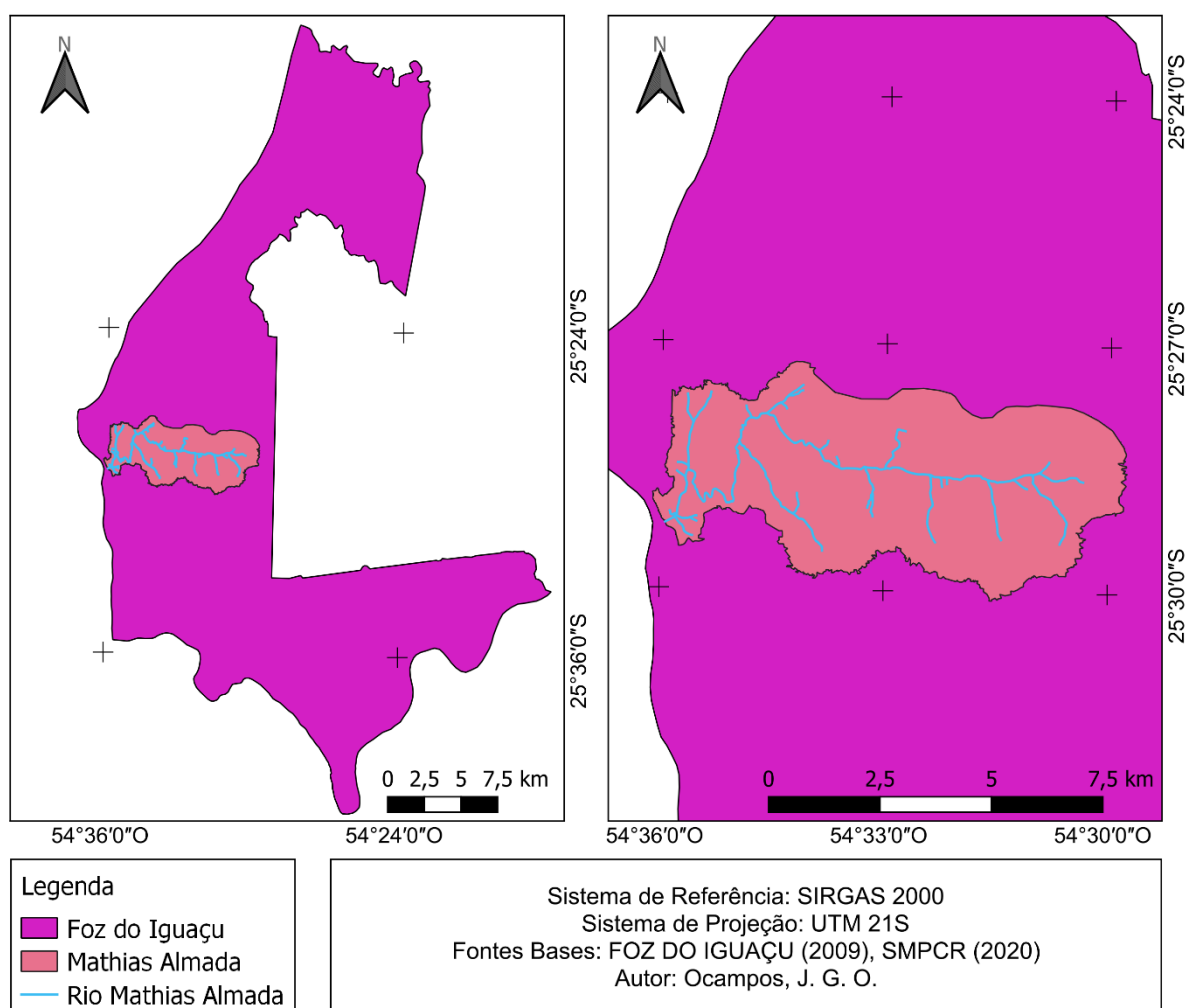 N
25°24'0"S
25°36'0"S
0 2,5 5 7,5 km
54°36'0"O 54°24'0"O
N
25°24'0"S
25°27'0"S
25°30'0"S
0 2,5 5 7,5 km
54°36'0"O 54°33'0"O 54°30'0"O
Legenda
Foz do Iguaçu
Mathias Almada
Rio Mathias Almada
Sistema de Referência: SIRGAS 2000
Sistema de Projeção: UTM 21S
Fontes Bases: FOZ DO IGUAÇU (2009), SMPCR (2020)
Autor: Ocampos, J. G. O.